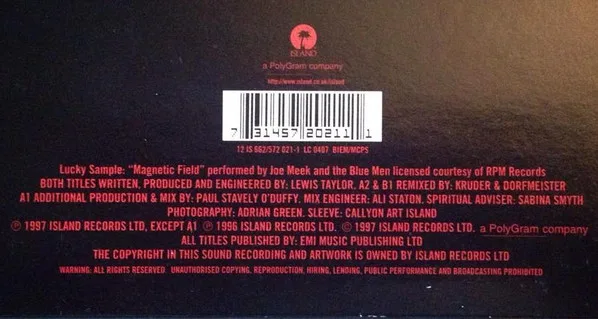 ISLAND
a PolyGram company
http://www.island.co.uk/island
7 31457 20211 1
12 IS 662/572 021-1 LC 0407 BIEM/MCPS
Lucky Sample: "Magnetic Field" performed by Joe Meek and the Blue Men licensed courtesy of RPM Records
BOTH TITLES WRITTEN, PRODUCED AND ENGINEERED BY: LEWIS TAYLOR. A2 & B1 REMIXED BY: KRUDER & DORFMEISTER
A1 ADDITIONAL PRODUCTION & MIX BY: PAUL STAVELY O'DUFFY. MIX ENGINEER: ALI STATON. SPIRITUAL ADVISER: SABINA SMYTH
PHOTOGRAPHY: ADRIAN GREEN. SLEEVE: CALLYON ART ISLAND
℗ 1997 ISLAND RECORDS LTD, EXCEPT A1 ℗ 1996 ISLAND RECORDS LTD. © 1997 ISLAND RECORDS LTD. a PolyGram company
ALL TITLES PUBLISHED BY: EMI MUSIC PUBLISHING LTD
THE COPYRIGHT IN THIS SOUND RECORDING AND ARTWORK IS OWNED BY ISLAND RECORDS LTD
WARNING: ALL RIGHTS RESERVED. UNAUTHORISED COPYING, REPRODUCTION, HIRING, LENDING, PUBLIC PERFORMANCE AND BROADCASTING PROHIBITED